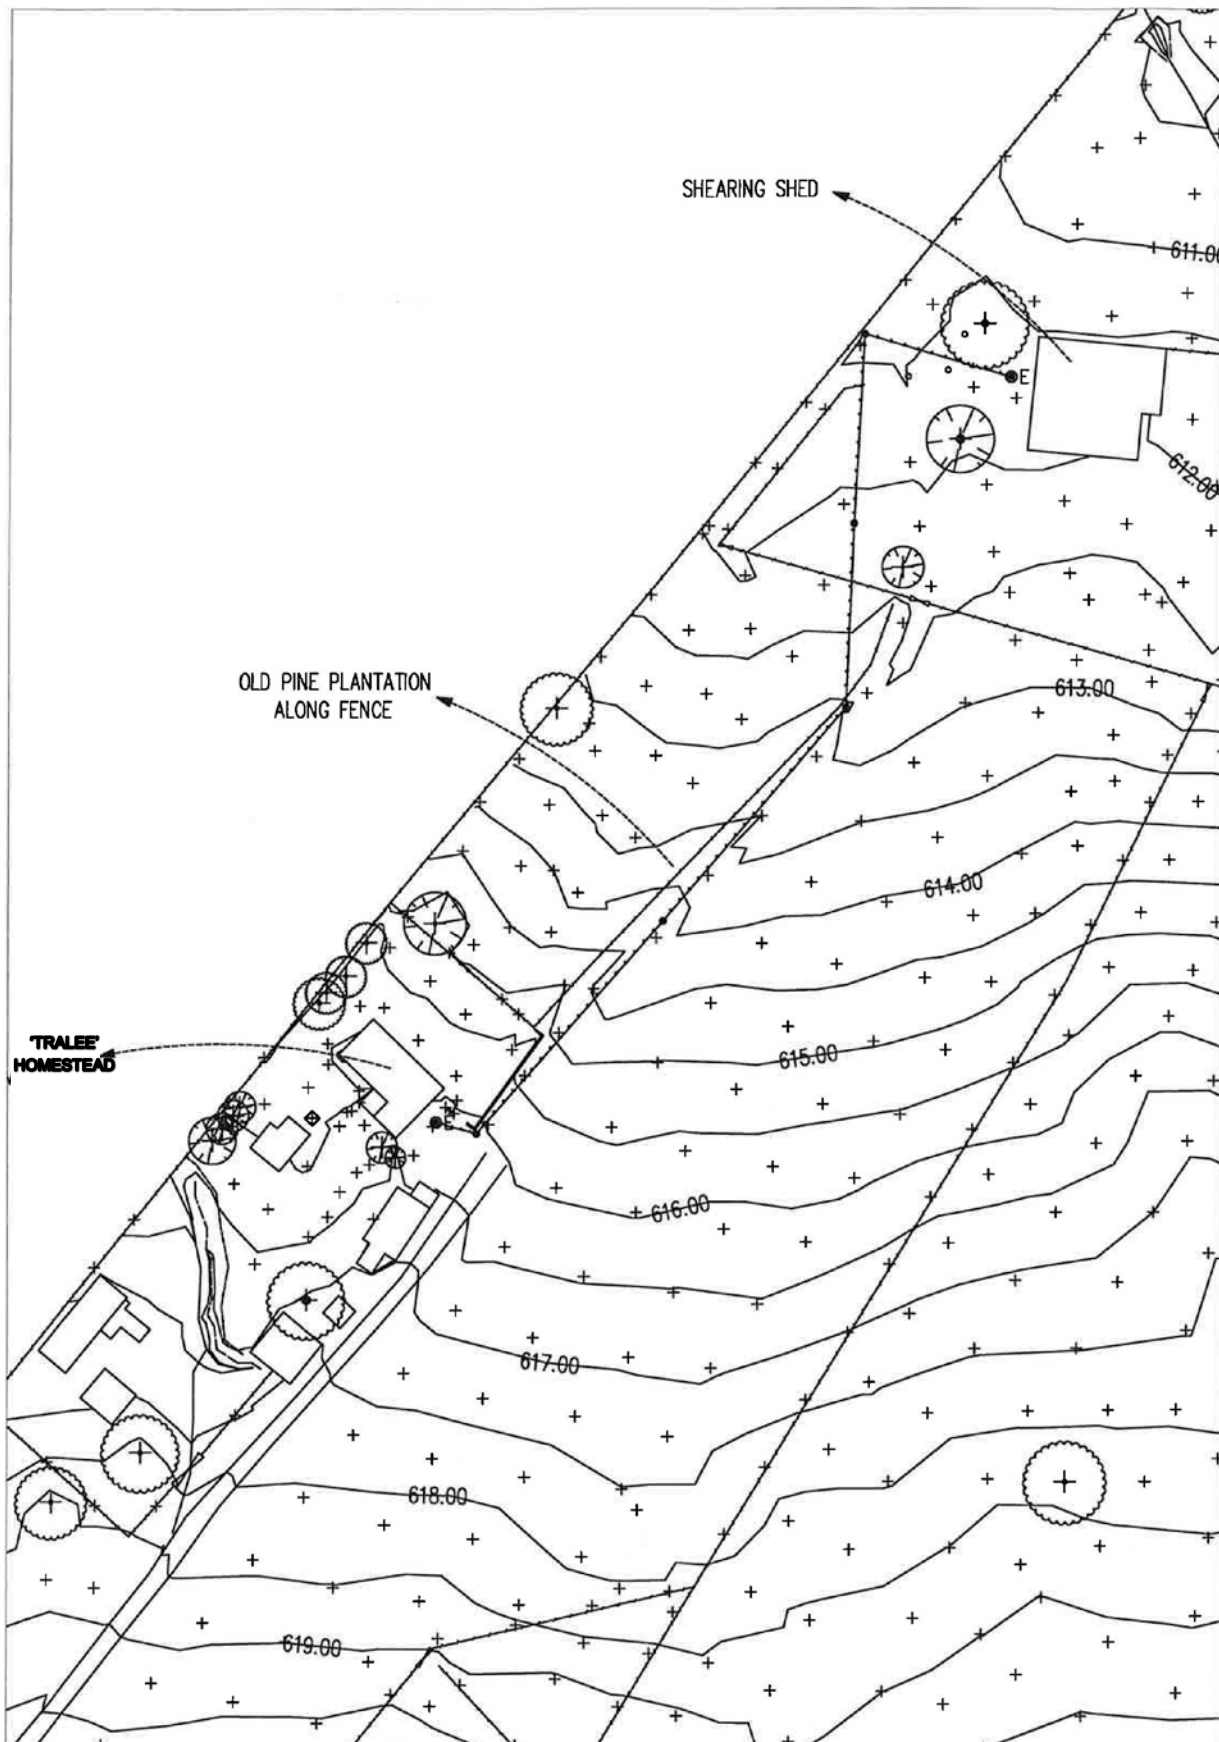 SHEARING SHED
611.00
E
612.00
OLD PINE PLANTATION
ALONG FENCE
613.00
614.00
'TRALEE'
HOMESTEAD
615.00
E
616.00
617.00
618.00
619.00